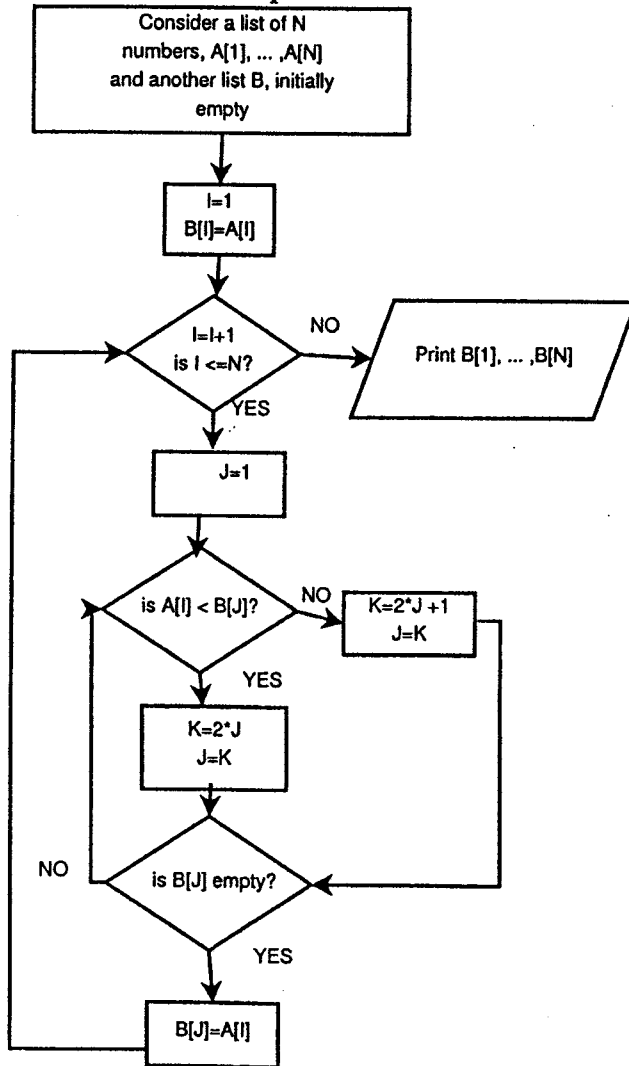 Consider a list of N
numbers, A[1], ... ,A[N]
and another list B, initially
empty
I=1
B[I]=A[I]
I=I+1
is I <=N?
NO
Print B[1], ... ,B[N]
YES
J=1
is A[I] < B[J]?
NO
K=2*J +1
J=K
YES
K=2*J
J=K
NO
is B[J] empty?
YES
B[J]=A[I]